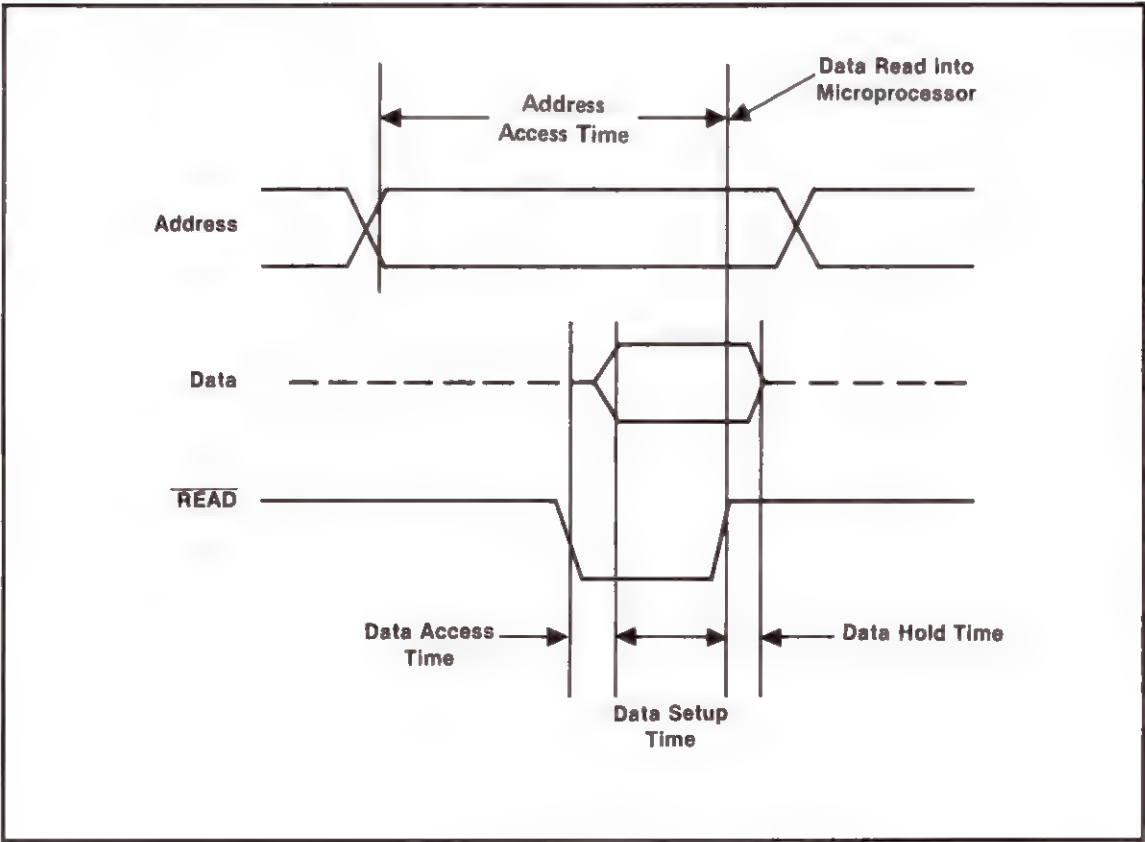 Data Read into
Microprocessor
Address
Access Time
Address
Data
READ
Data Access
Time
Data Hold Time
Data Setup
Time